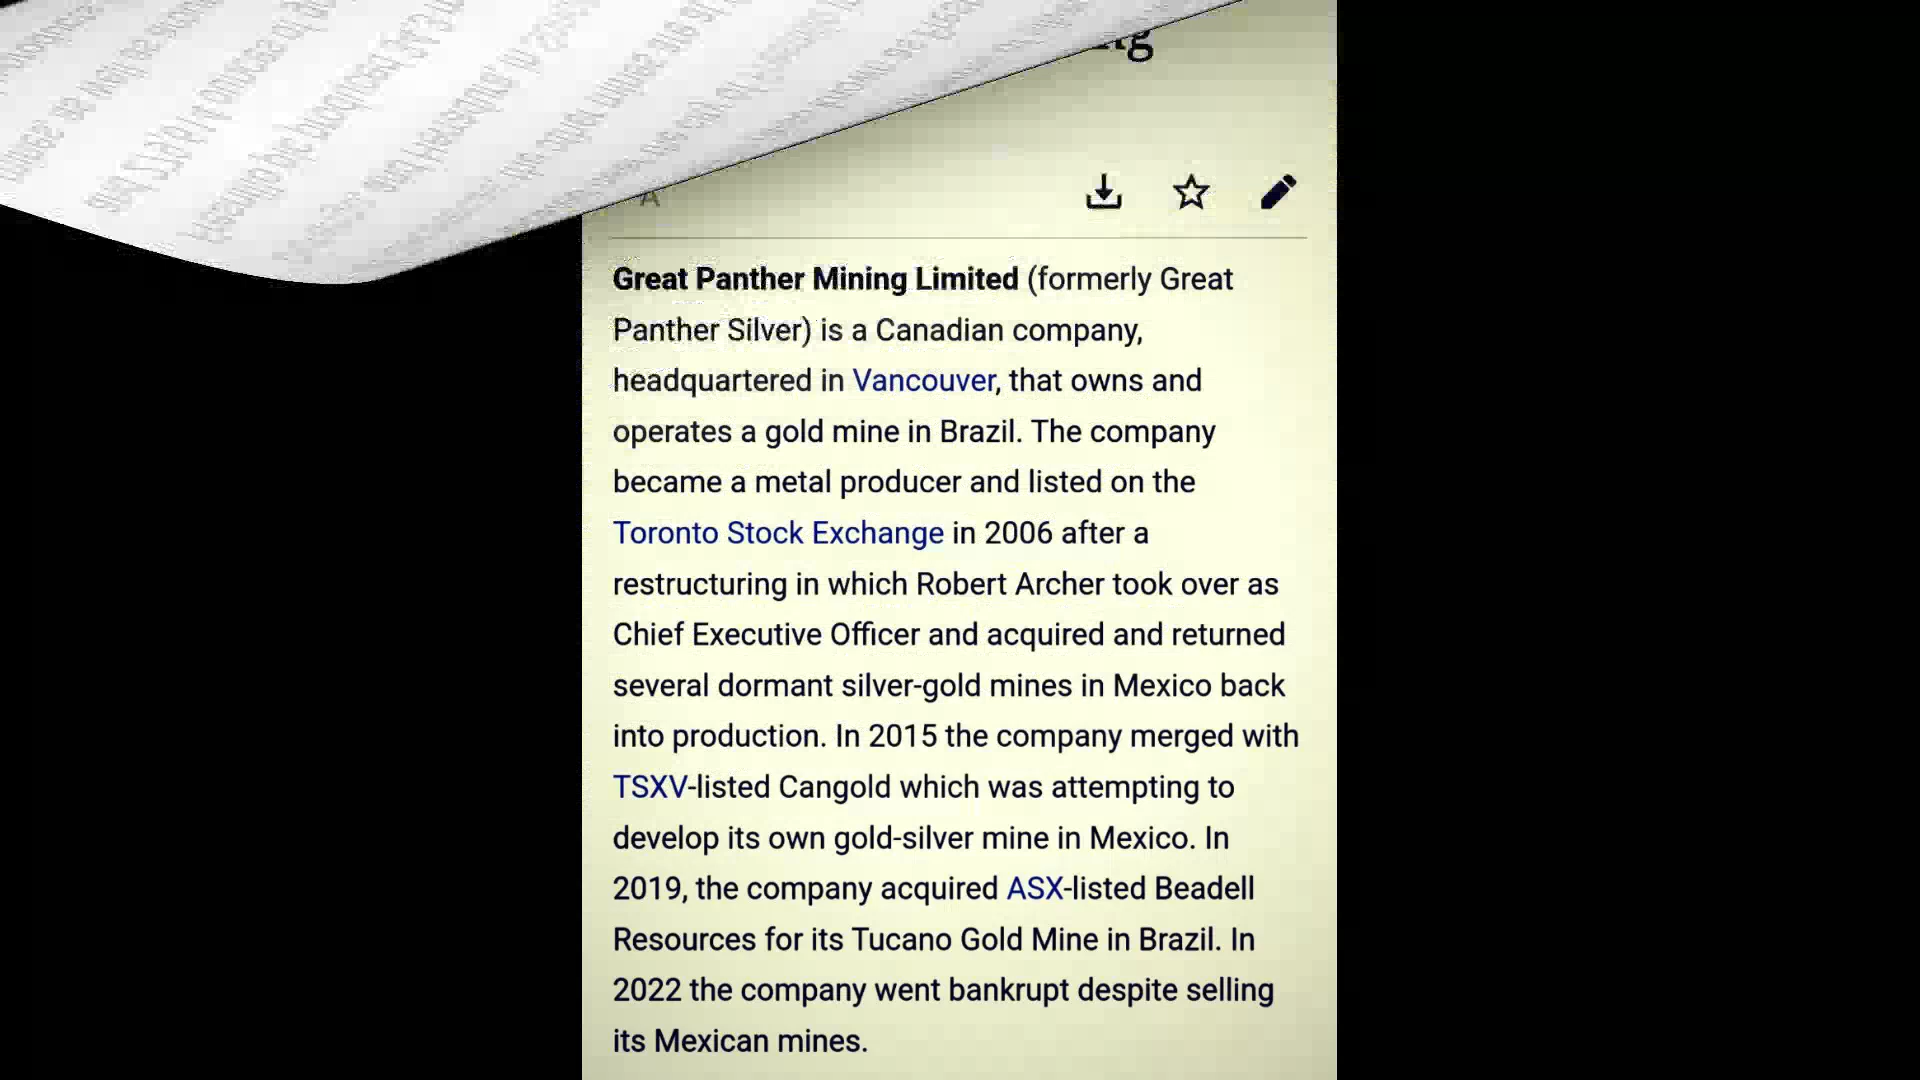 Great Panther Mining Limited (formerly Great
Panther Silver) is a Canadian company,
headquartered in Vancouver, that owns and
operates a gold mine in Brazil. The company
became a metal producer and listed on the
Toronto Stock Exchange in 2006 after a
restructuring in which Robert Archer took over as
Chief Executive Officer and acquired and returned
several dormant silver-gold mines in Mexico back
into production. In 2015 the company merged with
TSXV-listed Cangold which was attempting to
develop its own gold-silver mine in Mexico. In
2019, the company acquired ASX-listed Beadell
Resources for its Tucano Gold Mine in Brazil. In
2022 the company went bankrupt despite selling
its Mexican mines.